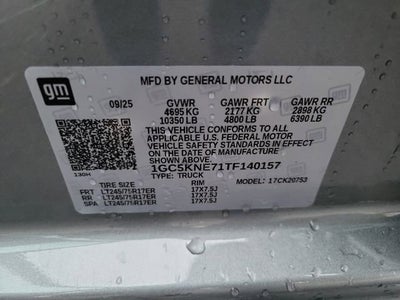 gm
MFD BY GENERAL MOTORS LLC
09/25 GVWR GAWR FRT GAWR RR
4695 KG 2177 KG 2898 KG
10350 LB 4800 LB 6390 LB
THIS VEHICLE CONFORMS TO ALL APPLICABLE
U.S. FEDERAL MOTOR
VEHICLE SAFETY STANDARDS IN EFFECT
ON THE DATE OF MANUFACTURE SHOWN ABOVE.
1GC5KNE71TF140157
TYPE: TRUCK
130H
MODEL: 17CK20753
TIRE SIZE RIM
FRT LT245/75R17ER 17X7.5J
RR LT245/75R17ER 17X7.5J
SPA LT245/75R17ER 17X7.5J